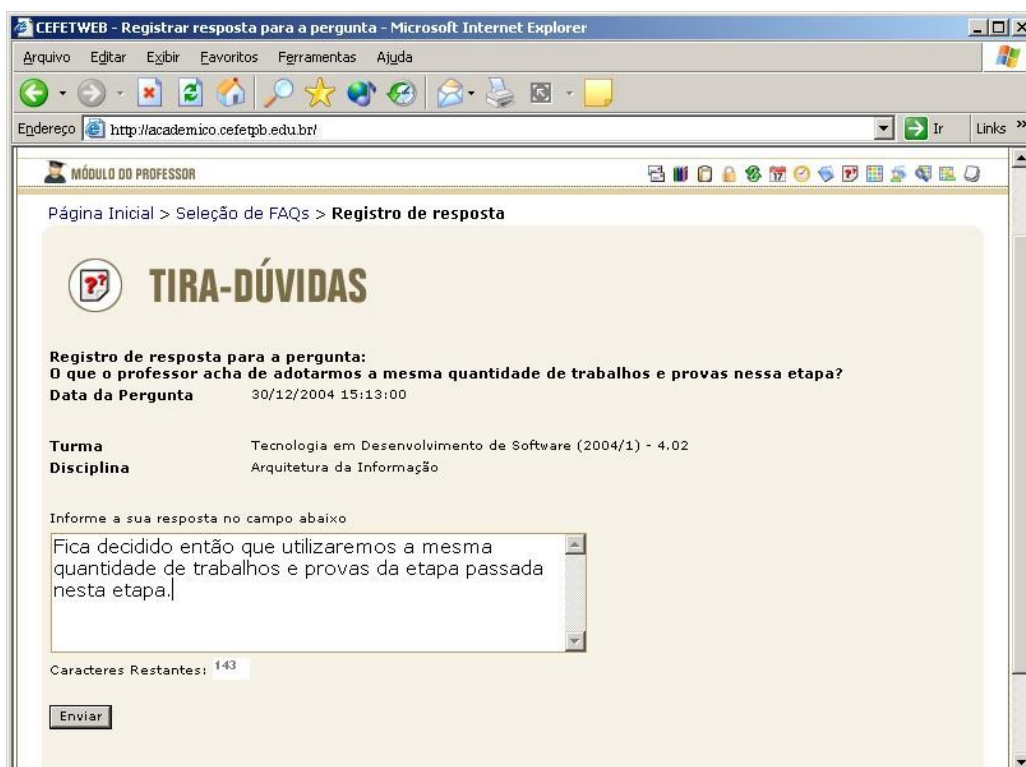 CEFETWEB - Registrar resposta para a pergunta - Microsoft Internet Explorer
Arquivo Editar Exibir Favoritos Ferramentas Ajuda
Endereço http://academico.cefetpb.edu.br/ Ir Links »
MÓDULO DO PROFESSOR
Página Inicial > Seleção de FAQs > Registro de resposta
?? TIRA-DÚVIDAS
Registro de resposta para a pergunta:
O que o professor acha de adotarmos a mesma quantidade de trabalhos e provas nessa etapa?
Data da Pergunta 30/12/2004 15:13:00
Turma Tecnologia em Desenvolvimento de Software (2004/1) - 4.02
Disciplina Arquitetura da Informação
Informe a sua resposta no campo abaixo
Fica decidido então que utilizaremos a mesma
quantidade de trabalhos e provas da etapa passada
nesta etapa.
Caracteres Restantes: 143
Enviar